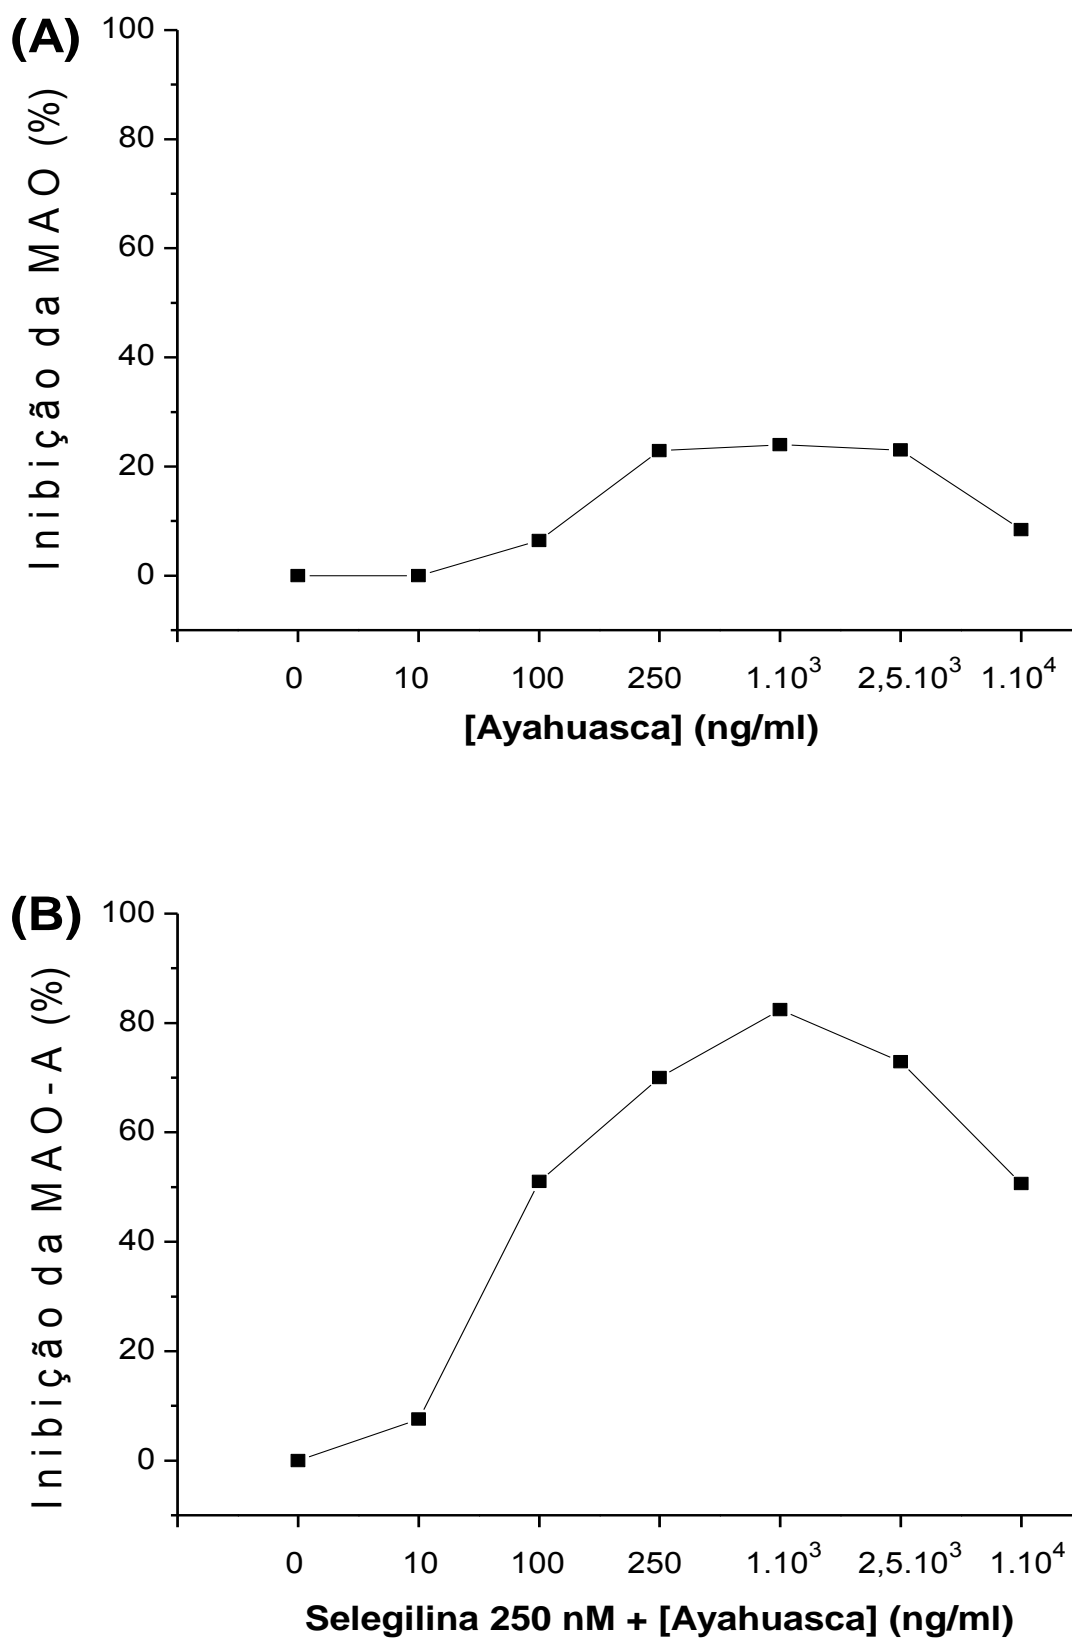 (A)
Inibição da MAO (%)
100
80
60
40
20
0
0 10 100 250 1.10³ 2,5.10³ 1.10⁴
[Ayahuasca] (ng/ml)
(B)
Inibição da MAO-A (%)
100
80
60
40
20
0
0 10 100 250 1.10³ 2,5.10³ 1.10⁴
Selegilina 250 nM + [Ayahuasca] (ng/ml)